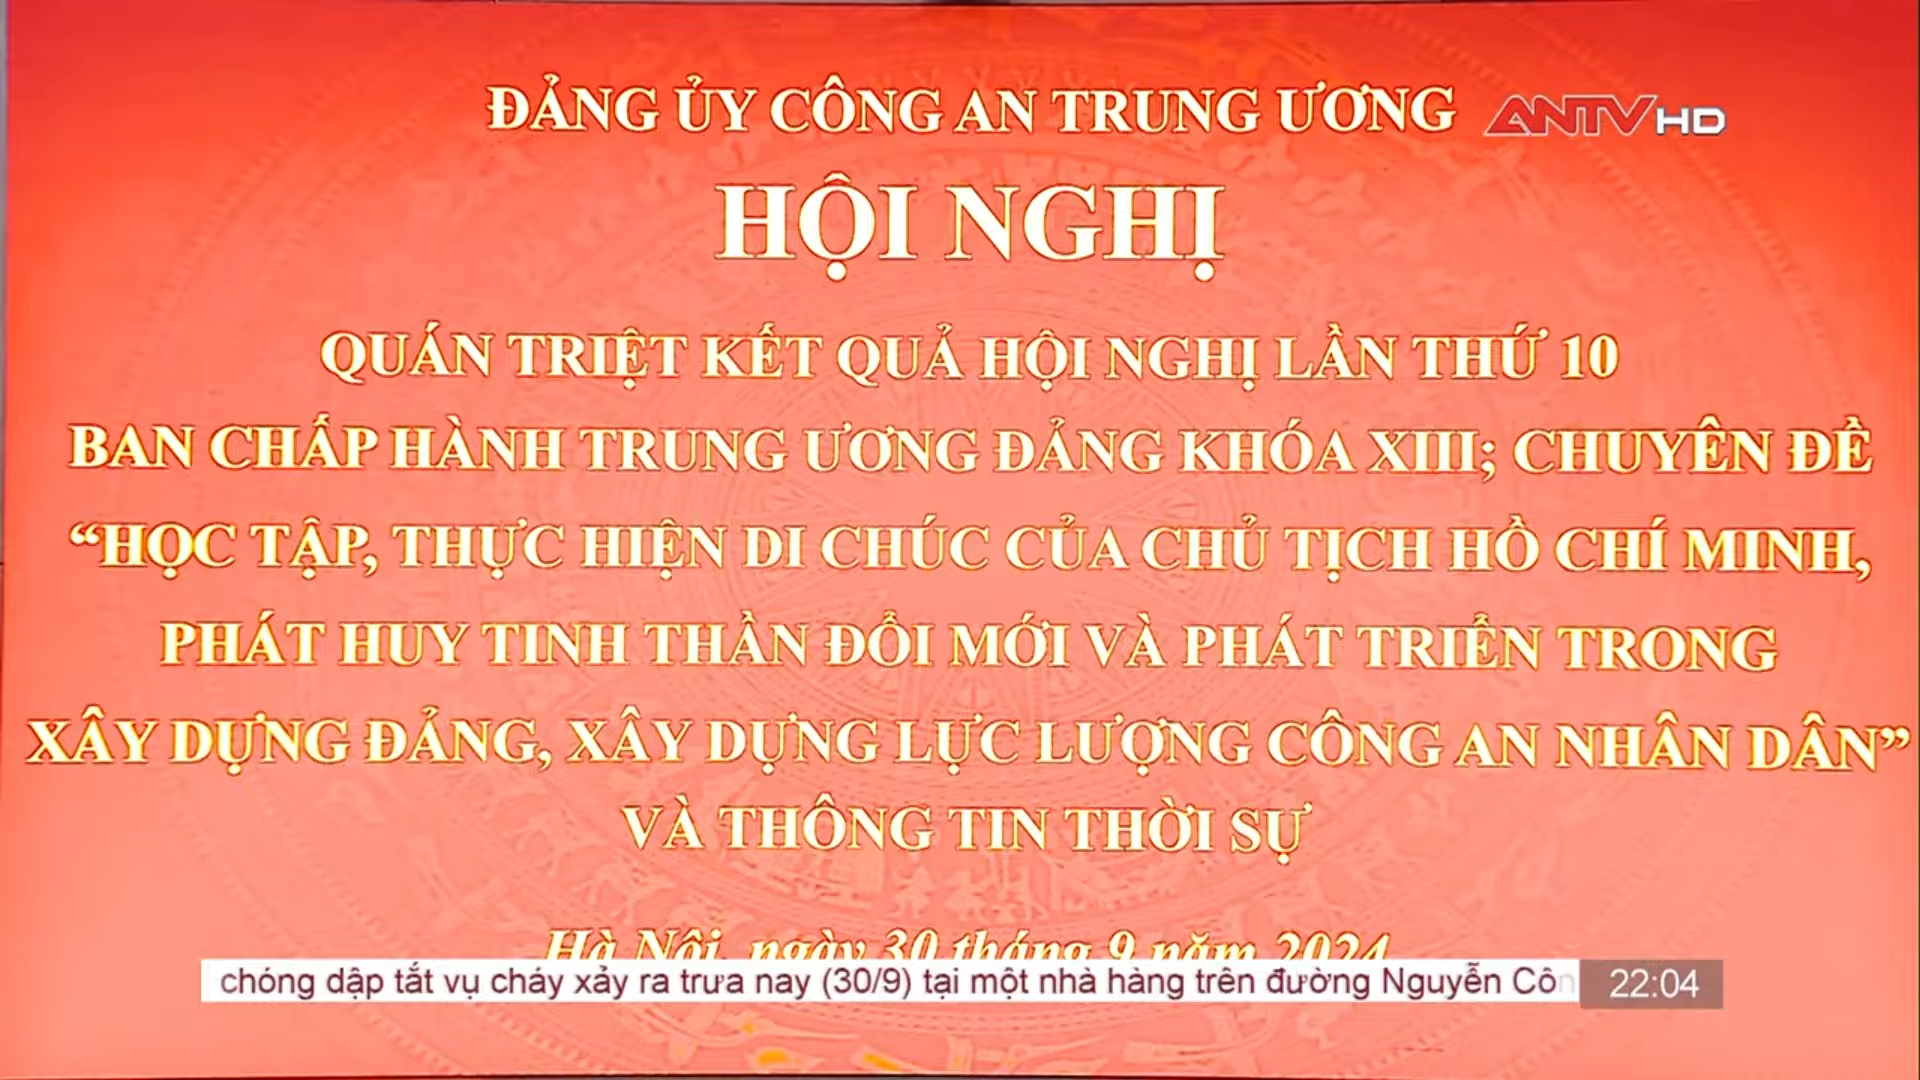 ĐẢNG ỦY CÔNG AN TRUNG ƯƠNG
ANTV HD
HỘI NGHỊ
QUÁN TRIỆT KẾT QUẢ HỘI NGHỊ LẦN THỨ 10
BAN CHẤP HÀNH TRUNG ƯƠNG ĐẢNG KHÓA XIII; CHUYÊN ĐỀ
“HỌC TẬP, THỰC HIỆN DI CHÚC CỦA CHỦ TỊCH HỒ CHÍ MINH,
PHÁT HUY TINH THẦN ĐỔI MỚI VÀ PHÁT TRIỂN TRONG
XÂY DỰNG ĐẢNG, XÂY DỰNG LỰC LƯỢNG CÔNG AN NHÂN DÂN”
VÀ THÔNG TIN THỜI SỰ
Hà Nội, ngày 30 tháng 9 năm 2024
chóng dập tắt vụ cháy xảy ra trưa nay (30/9) tại một nhà hàng trên đường Nguyễn Côn
22:04